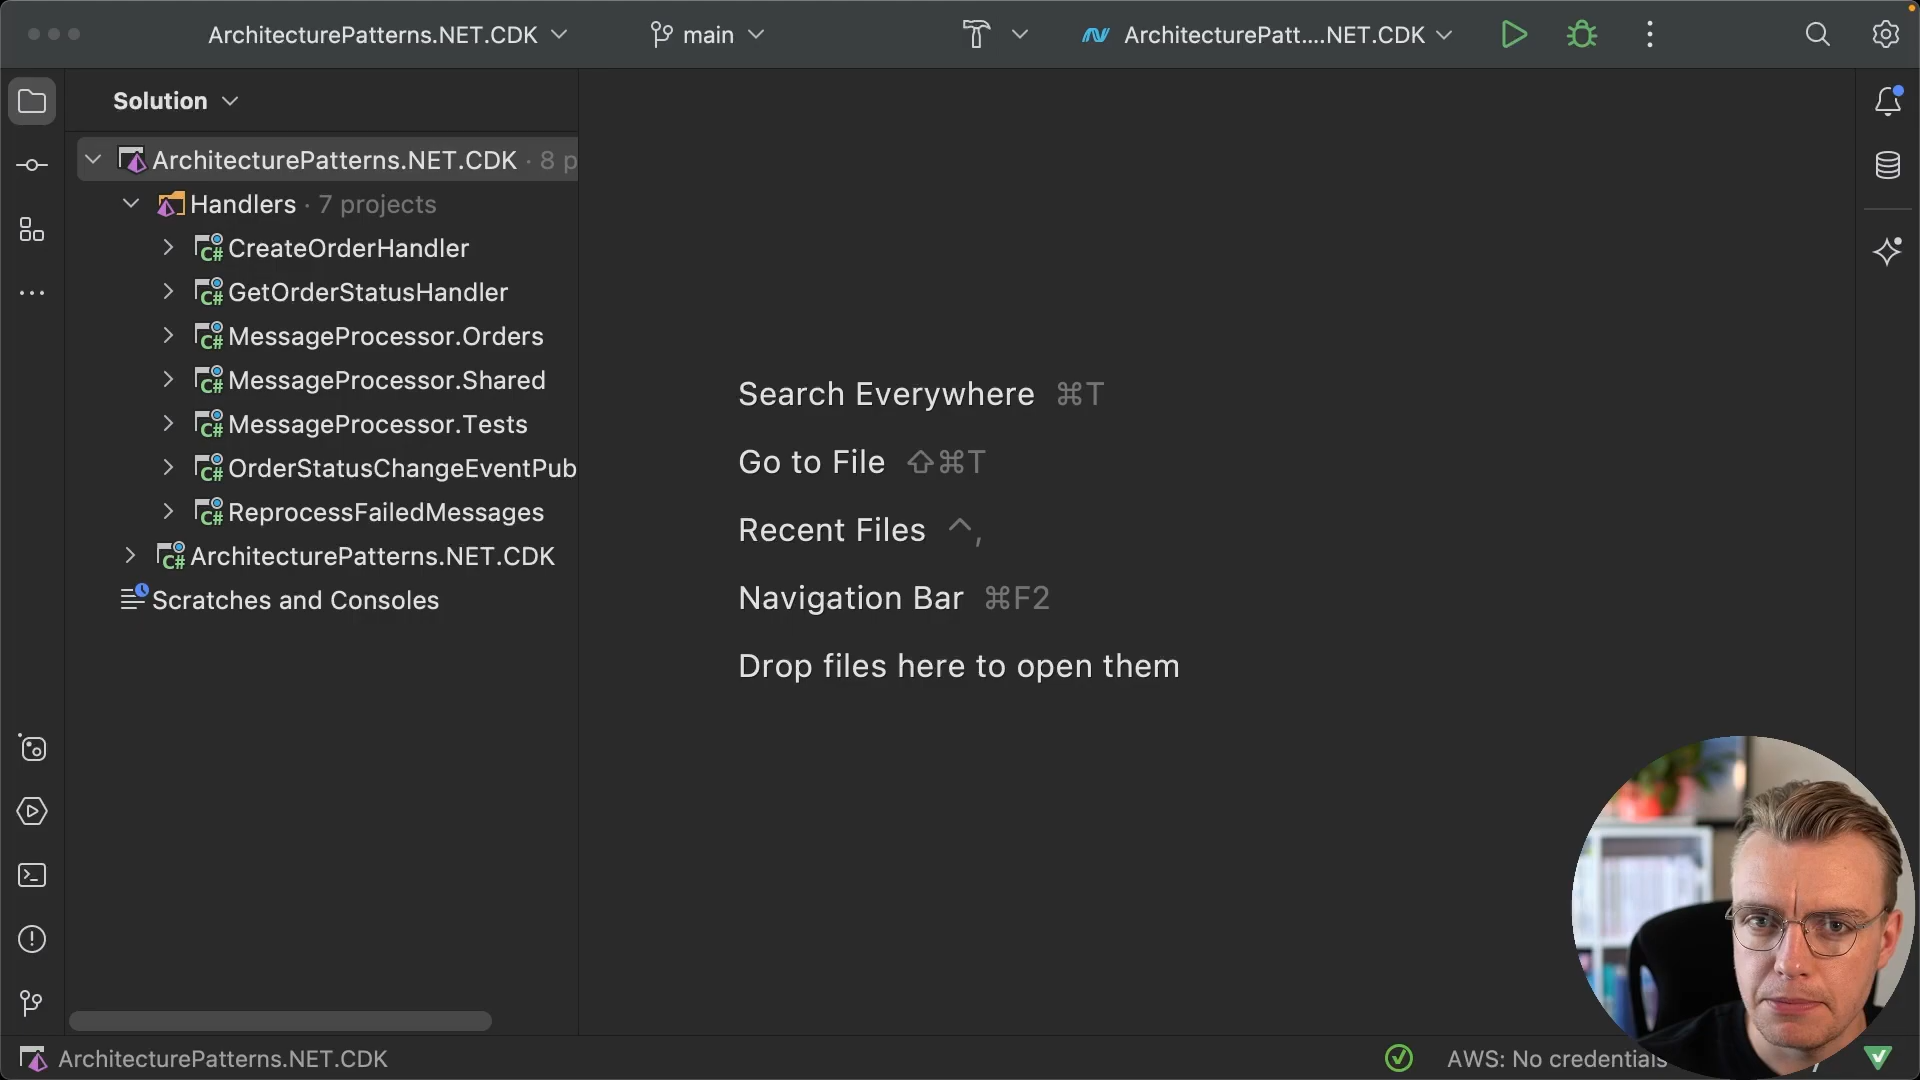 ArchitecturePatterns.NET.CDK
main
ArchitecturePatt....NET.CDK
Solution
ArchitecturePatterns.NET.CDK · 8 p
Handlers · 7 projects
C# CreateOrderHandler
C# GetOrderStatusHandler
C# MessageProcessor.Orders
C# MessageProcessor.Shared
C# MessageProcessor.Tests
C# OrderStatusChangeEventPub
C# ReprocessFailedMessages
C# ArchitecturePatterns.NET.CDK
Scratches and Consoles
Search Everywhere ⌘T
Go to File ⇧⌘T
Recent Files ⌃,
Navigation Bar ⌘F2
Drop files here to open them
ArchitecturePatterns.NET.CDK
AWS: No credentials